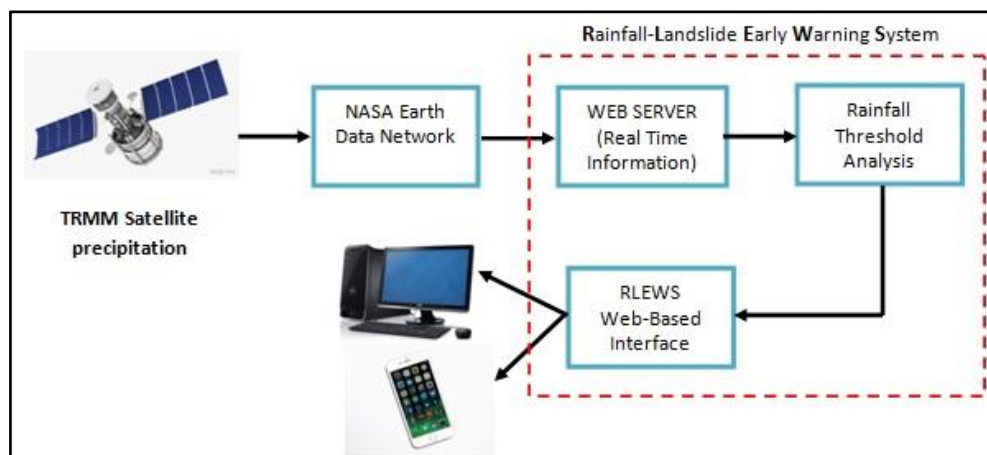 Rainfall-Landslide Early Warning System
NASA Earth
Data Network
WEB SERVER
(Real Time
Information)
Rainfall
Threshold
Analysis
TRMM Satellite
precipitation
RLEWS
Web-Based
Interface